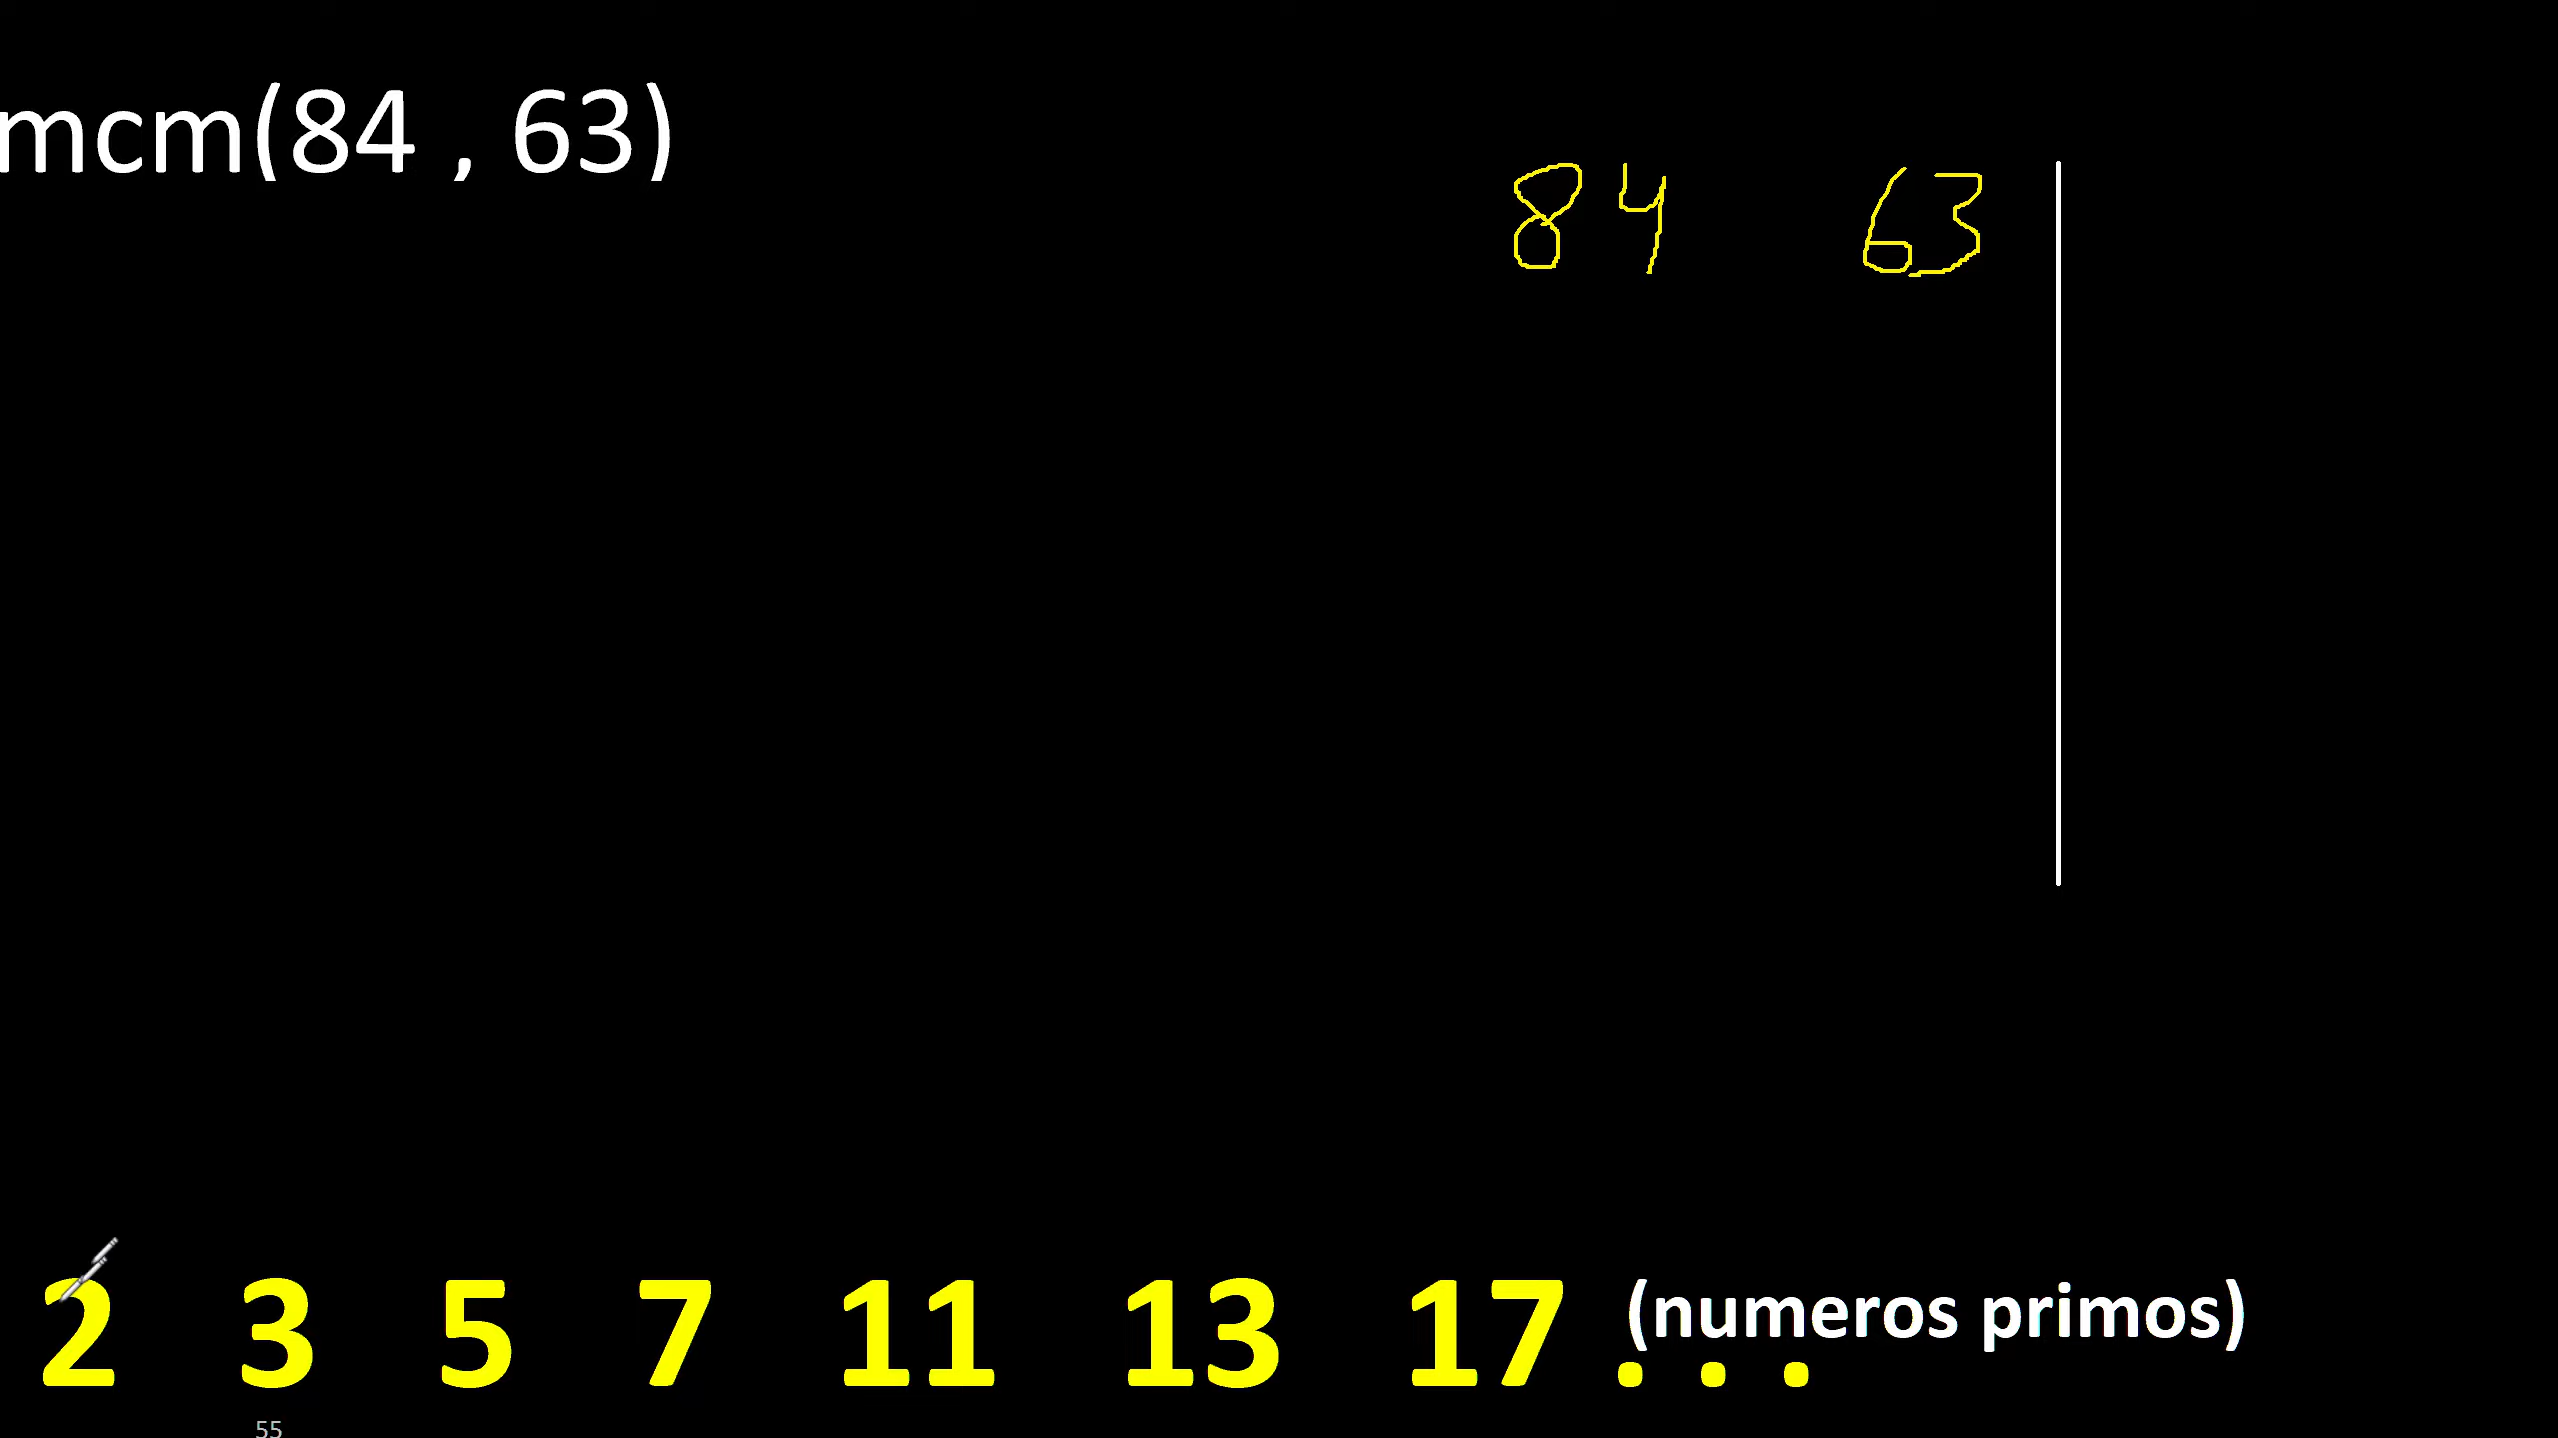 mcm(84 , 63)
84 63
2 3 5 7 11 13 17 . . . (numeros primos)
55